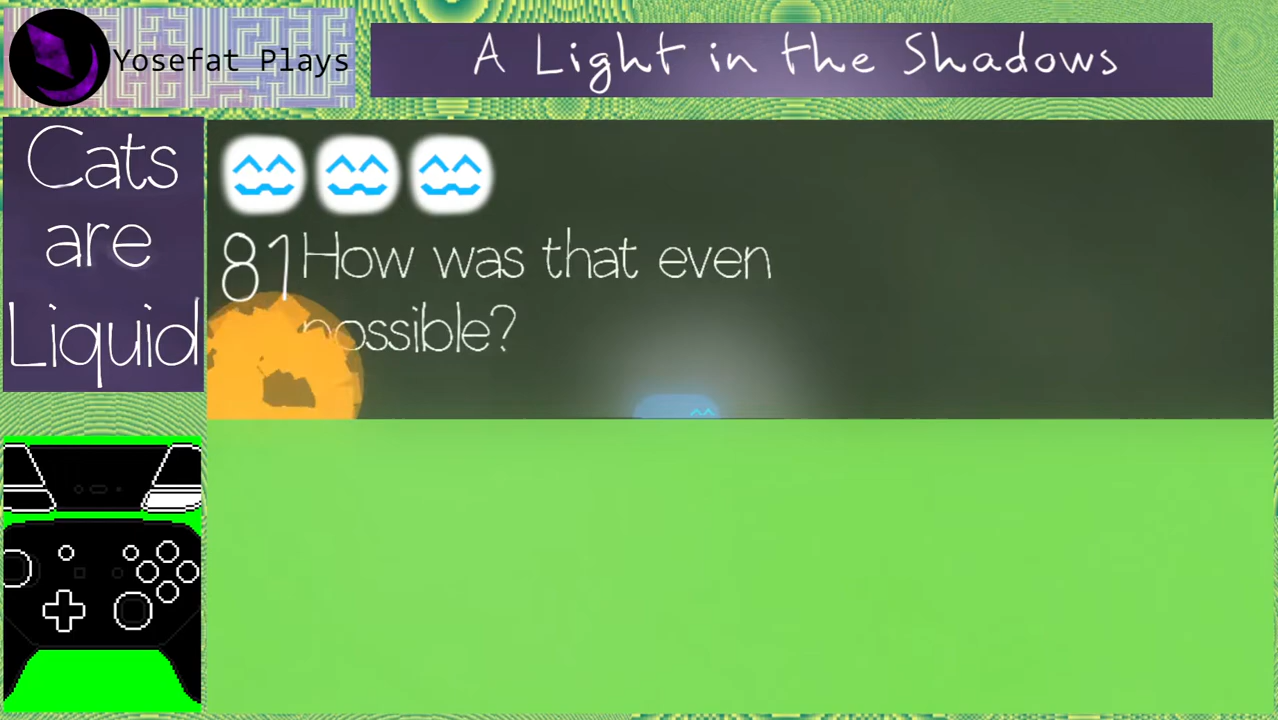 Yosefat Plays
A Light in the Shadows
Cats
are
Liquid
81 How was that even
possible?